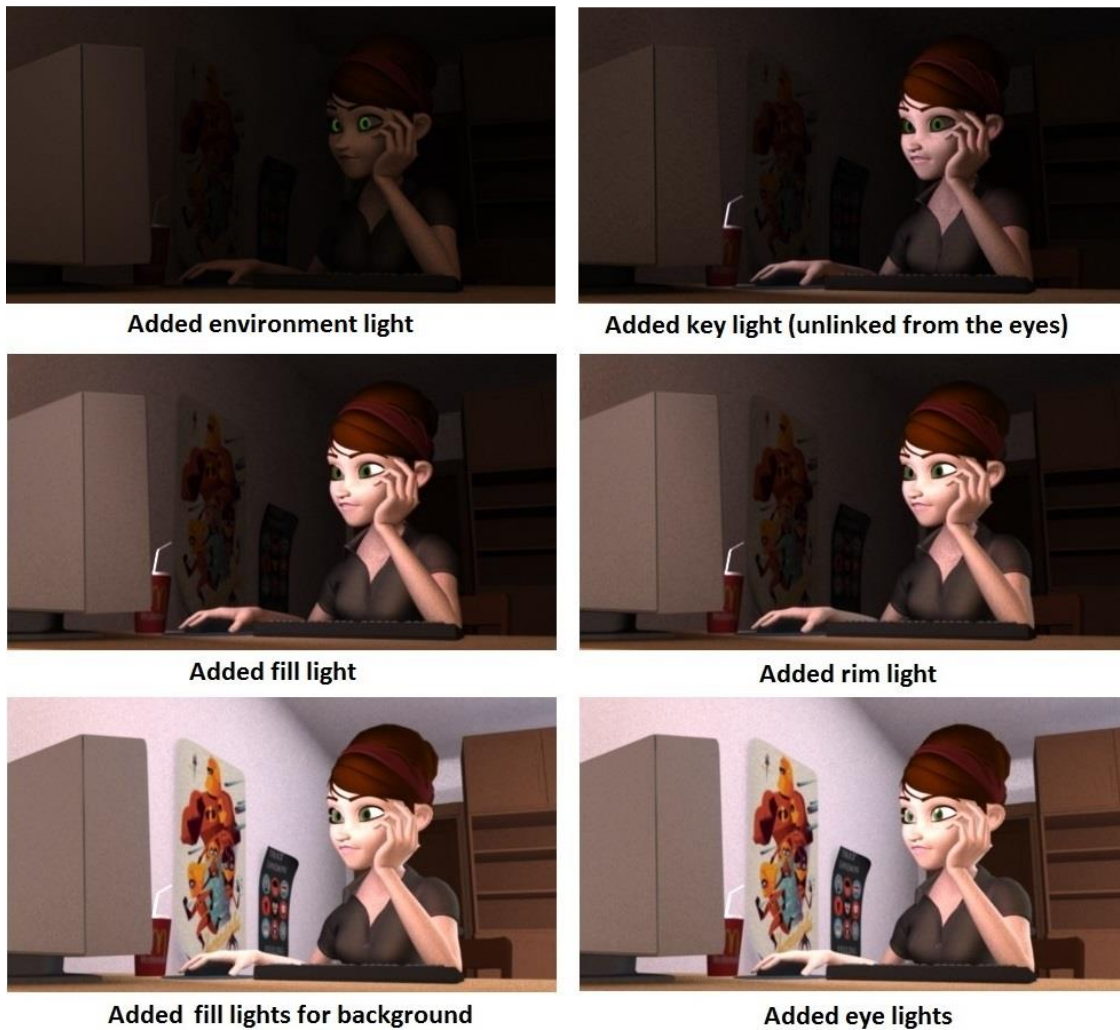 Added environment light
Added key light (unlinked from the eyes)
Added fill light
Added rim light
Added fill lights for background
Added eye lights